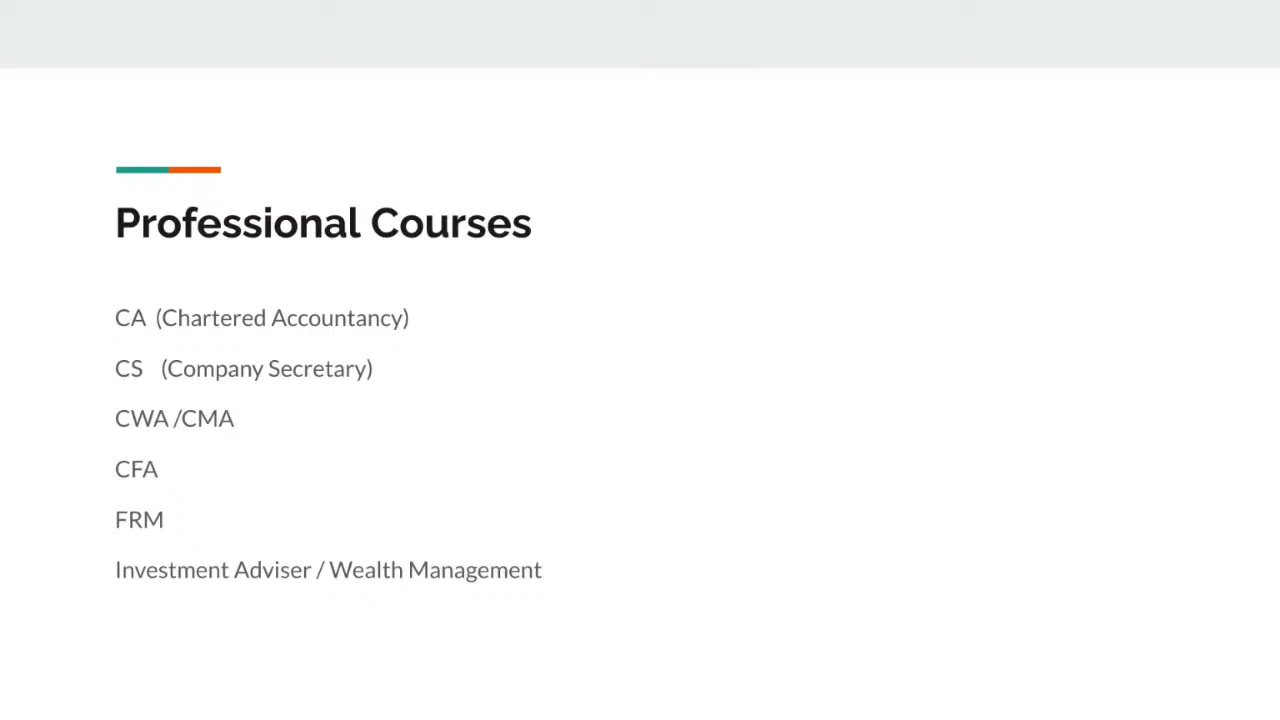 Professional Courses
CA (Chartered Accountancy)
CS (Company Secretary)
CWA /CMA
CFA
FRM
Investment Adviser / Wealth Management